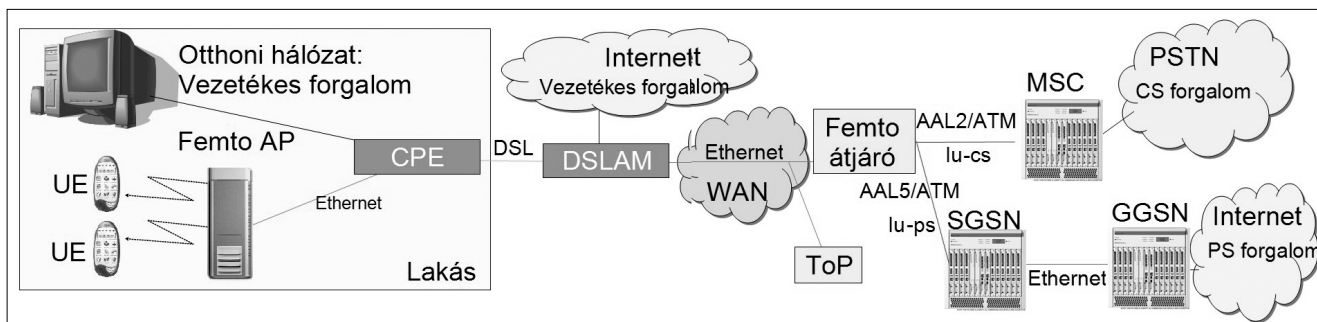 Otthoni hálózat:
Vezetékes forgalom
Femto AP
UE
UE
Ethernet
Lakás
CPE
DSL
DSLAM
Internett
Vezetékes forgalom
Ethernet
WAN
Femto
átjáró
ToP
AAL2/ATM
Iu-cs
AAL5/ATM
Iu-ps
MSC
PSTN
CS forgalom
SGSN
Ethernet
GGSN
Internet
PS forgalom